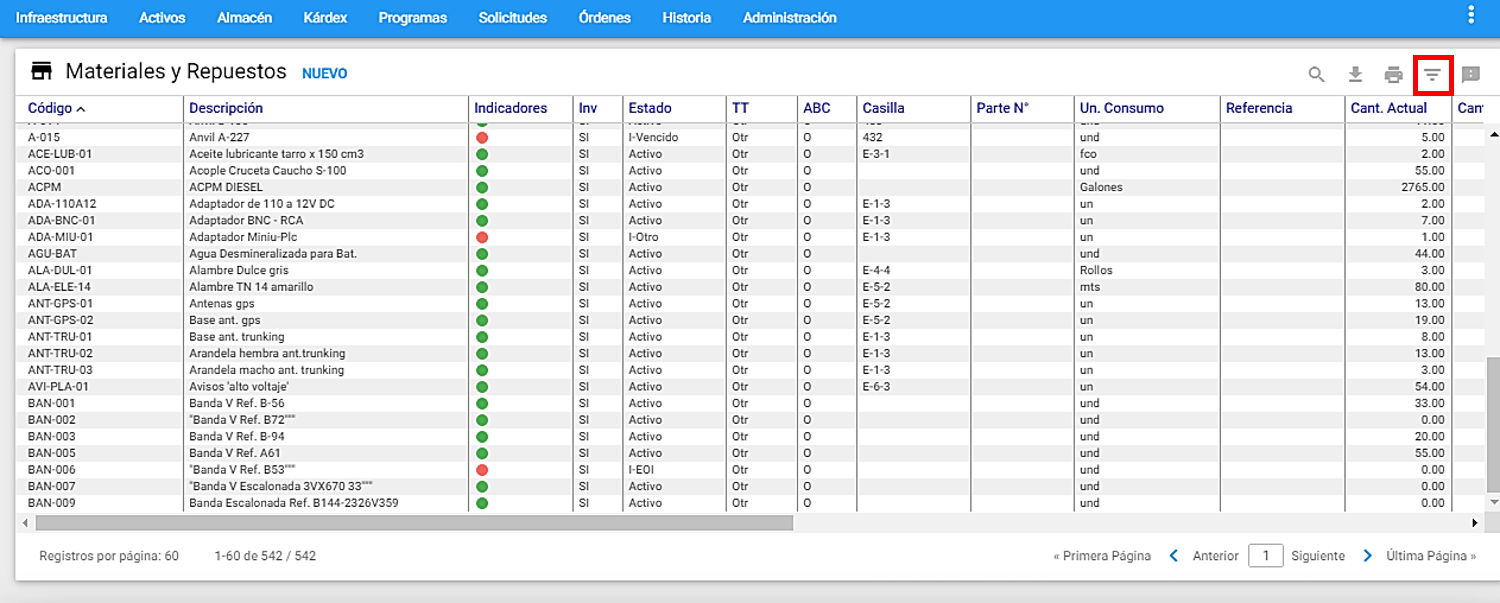 Infraestructura Activos Almacén Kárdex Programas Solicitudes Órdenes Historia Administración
Materiales y Repuestos NUEVO
Código Descripción Indicadores Inv Estado TT ABC Casilla Parte N° Un. Consumo Referencia Cant. Actual Cant
A-015 Anvil A-227 SI I-Vencido Otr O 432 und 5.00
ACE-LUB-01 Aceite lubricante tarro x 150 cm3 SI Activo Otr O E-3-1 fco 2.00
ACO-001 Acople Cruceta Caucho S-100 SI Activo Otr O und 55.00
ACPM ACPM DIESEL SI Activo Otr O Galones 2765.00
ADA-110A12 Adaptador de 110 a 12V DC SI Activo Otr O E-1-3 un 2.00
ADA-BNC-01 Adaptador BNC - RCA SI Activo Otr O E-1-3 un 7.00
ADA-MIU-01 Adaptador Miniu-Plc SI I-Otro Otr O E-1-3 un 1.00
AGU-BAT Agua Desmineralizada para Bat. SI Activo Otr O und 44.00
ALA-DUL-01 Alambre Dulce gris SI Activo Otr O E-4-4 Rollos 3.00
ALA-ELE-14 Alambre TN 14 amarillo SI Activo Otr O E-5-2 mts 80.00
ANT-GPS-01 Antenas gps SI Activo Otr O E-5-2 un 13.00
ANT-GPS-02 Base ant. gps SI Activo Otr O E-5-2 un 19.00
ANT-TRU-01 Base ant. trunking SI Activo Otr O E-1-3 un 8.00
ANT-TRU-02 Arandela hembra ant.trunking SI Activo Otr O E-1-3 un 13.00
ANT-TRU-03 Arandela macho ant. trunking SI Activo Otr O E-1-3 un 3.00
AVI-PLA-01 Avisos 'alto voltaje' SI Activo Otr O E-6-3 un 54.00
BAN-001 Banda V Ref. B-56 SI Activo Otr O und 33.00
BAN-002 "Banda V Ref. B72""" SI Activo Otr O und 0.00
BAN-003 Banda V Ref. B-94 SI Activo Otr O und 20.00
BAN-005 Banda V Ref. A61 SI Activo Otr O und 55.00
BAN-006 "Banda V Ref. B53""" SI I-EOI Otr O und 0.00
BAN-007 "Banda V Escalonada 3VX670 33""" SI Activo Otr O und 0.00
BAN-009 Banda Escalonada Ref. B144-2326V359 SI Activo Otr O und 0.00
Registros por página: 60 1-60 de 542 / 542 « Primera Página Anterior 1 Siguiente Última Página »